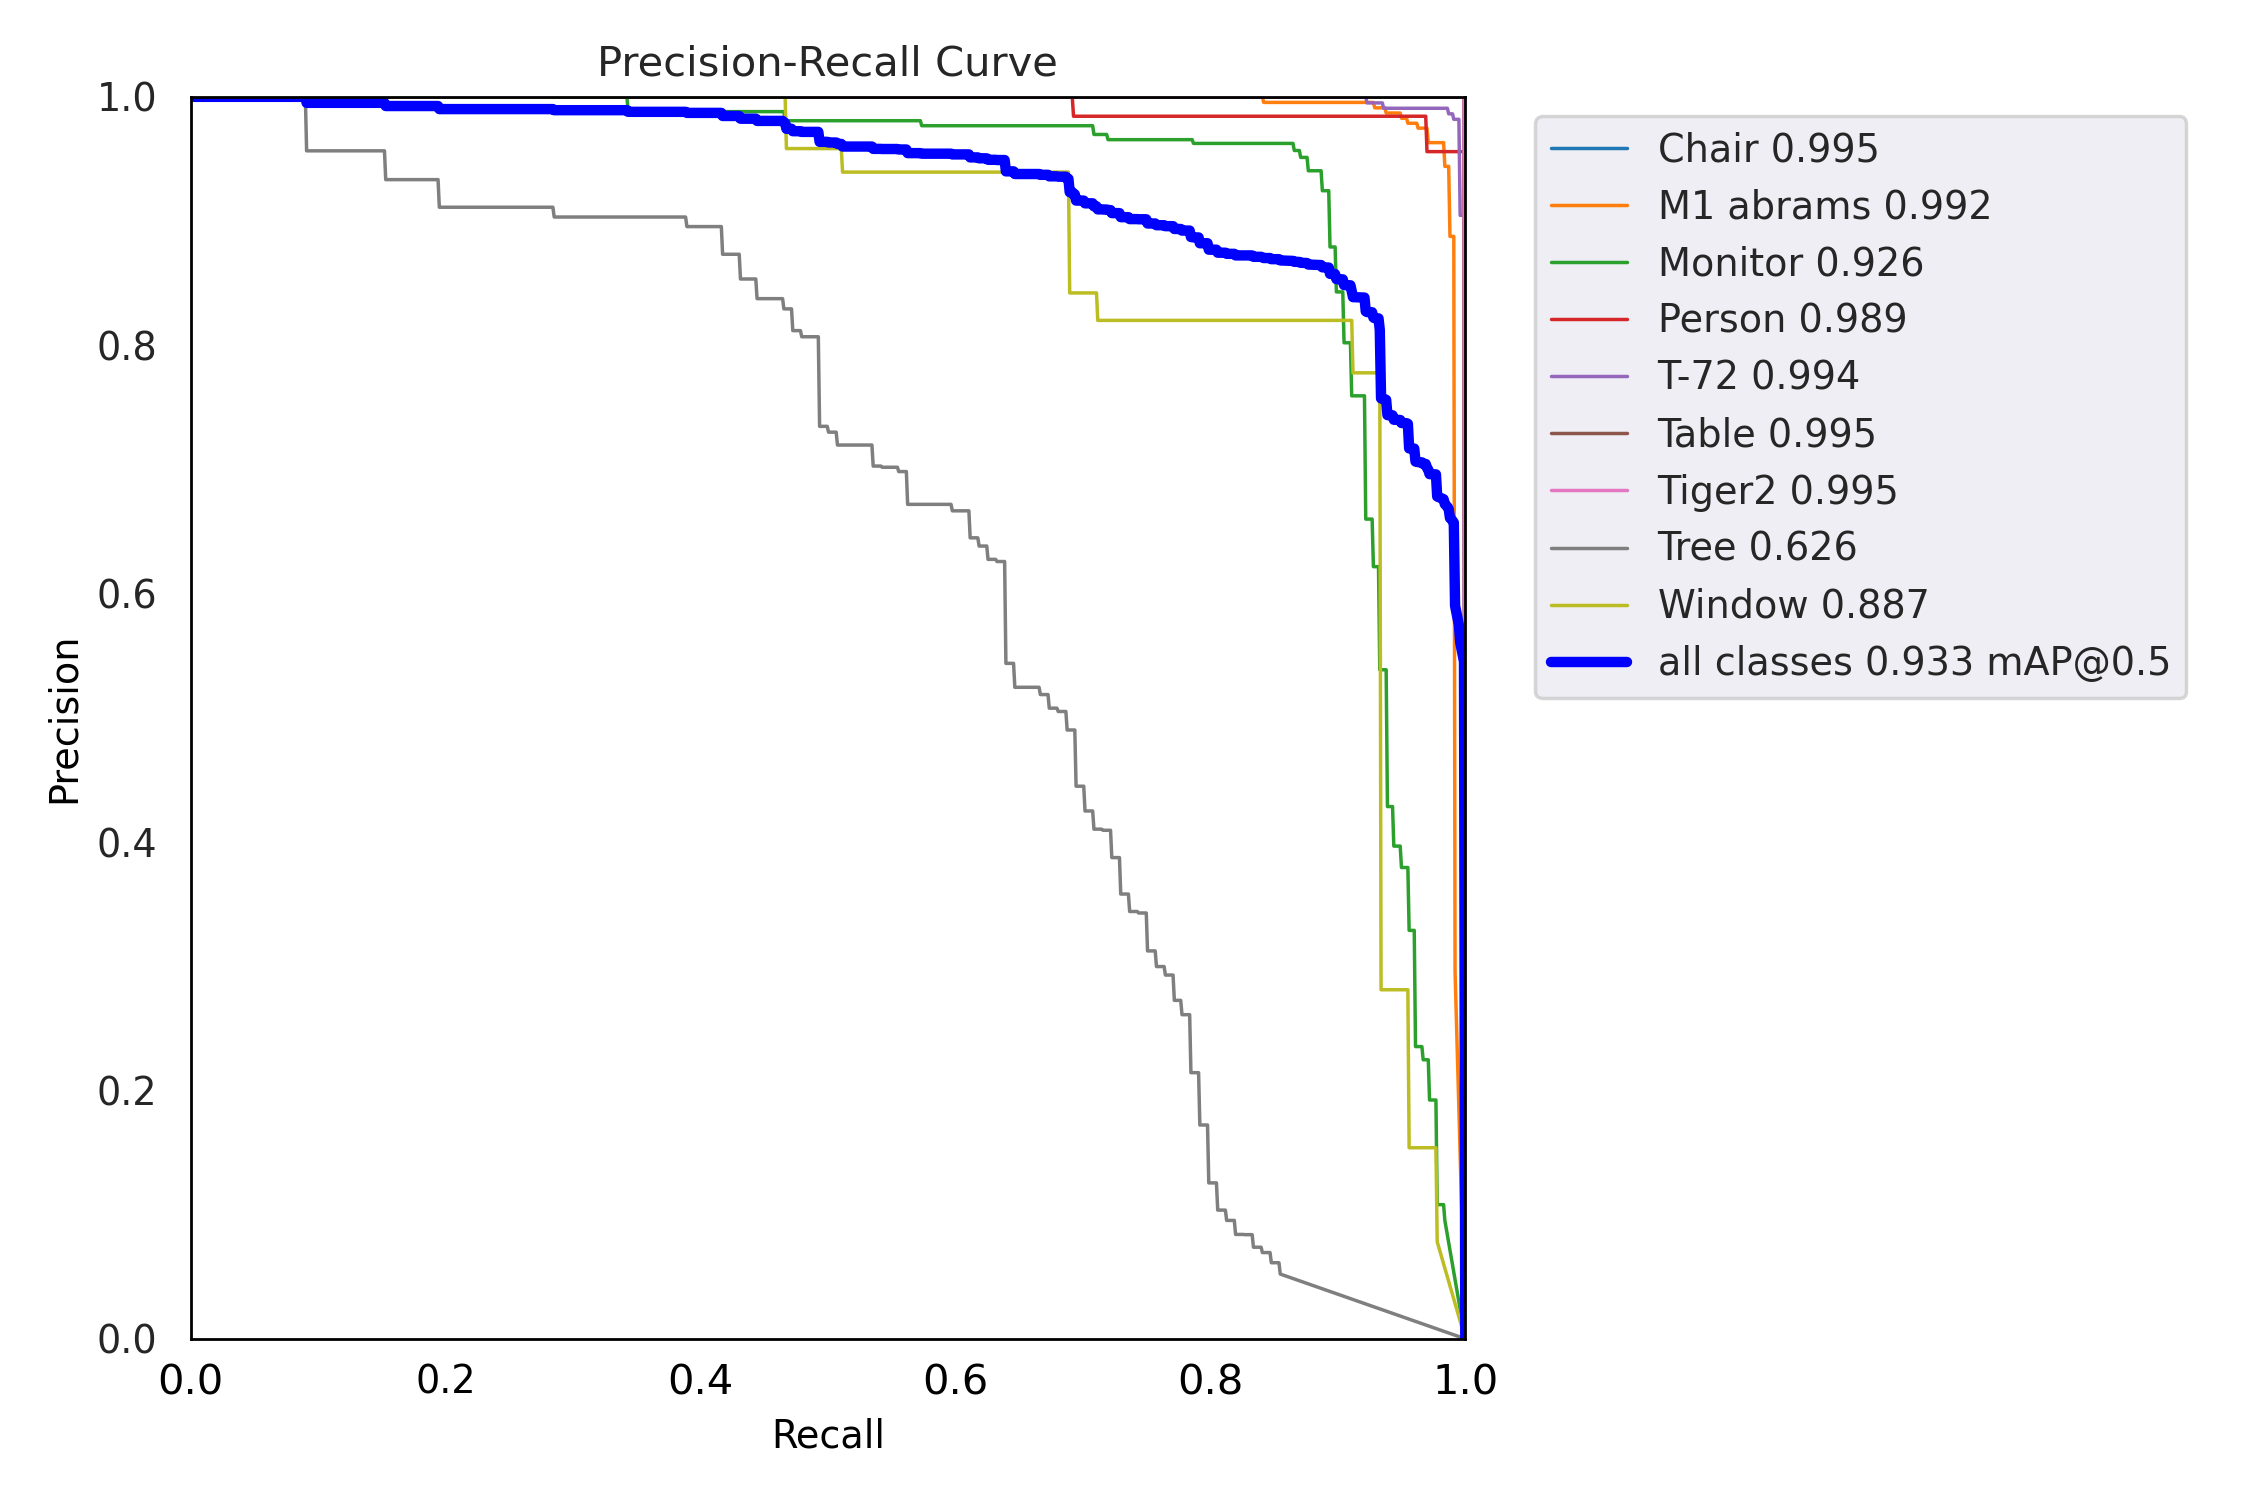 Precision-Recall Curve
Precision
1.0
0.8
0.6
0.4
0.2
0.0
0.0 0.2 0.4 0.6 0.8 1.0
Recall
Chair 0.995
M1 abrams 0.992
Monitor 0.926
Person 0.989
T-72 0.994
Table 0.995
Tiger2 0.995
Tree 0.626
Window 0.887
all classes 0.933 mAP@0.5